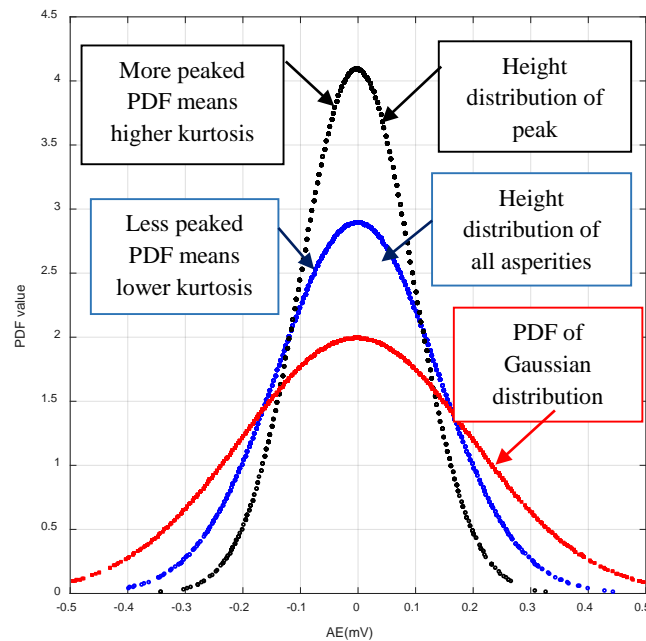 More peaked
PDF means
higher kurtosis
Height
distribution of
peak
Less peaked
PDF means
lower kurtosis
Height
distribution of
all asperities
PDF of
Gaussian
distribution
PDF value
4.5
4
3.5
3
2.5
2
1.5
1
0.5
0
-0.5 -0.4 -0.3 -0.2 -0.1 0 0.1 0.2 0.3 0.4 0.5
AE(mV)